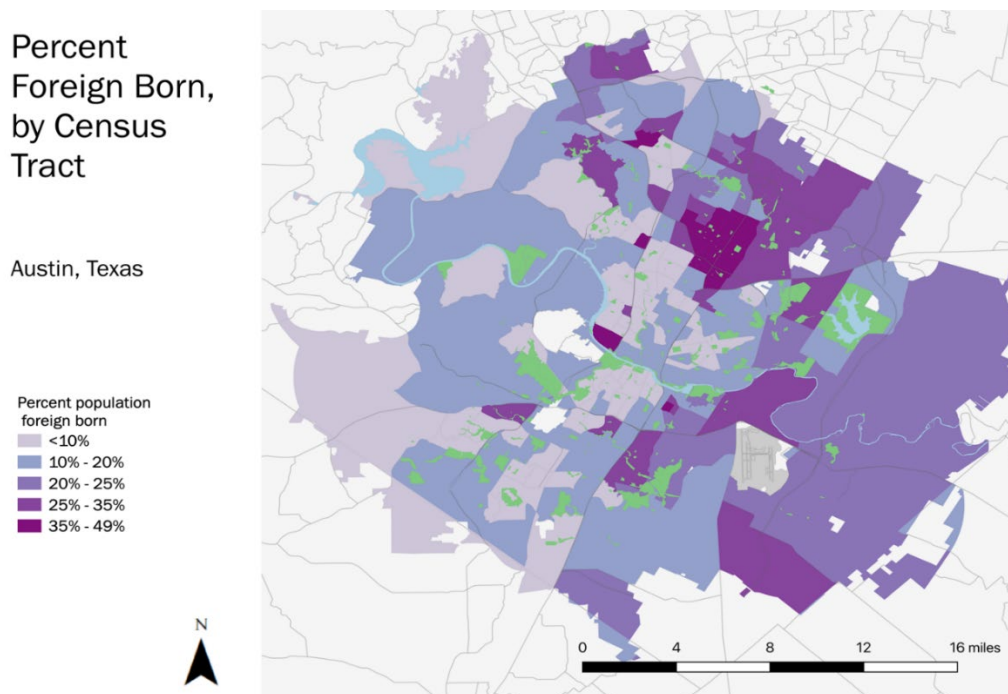 Percent
Foreign Born,
by Census
Tract
Austin, Texas
Percent population
foreign born
<10%
10% - 20%
20% - 25%
25% - 35%
35% - 49%
N
0 4 8 12 16 miles